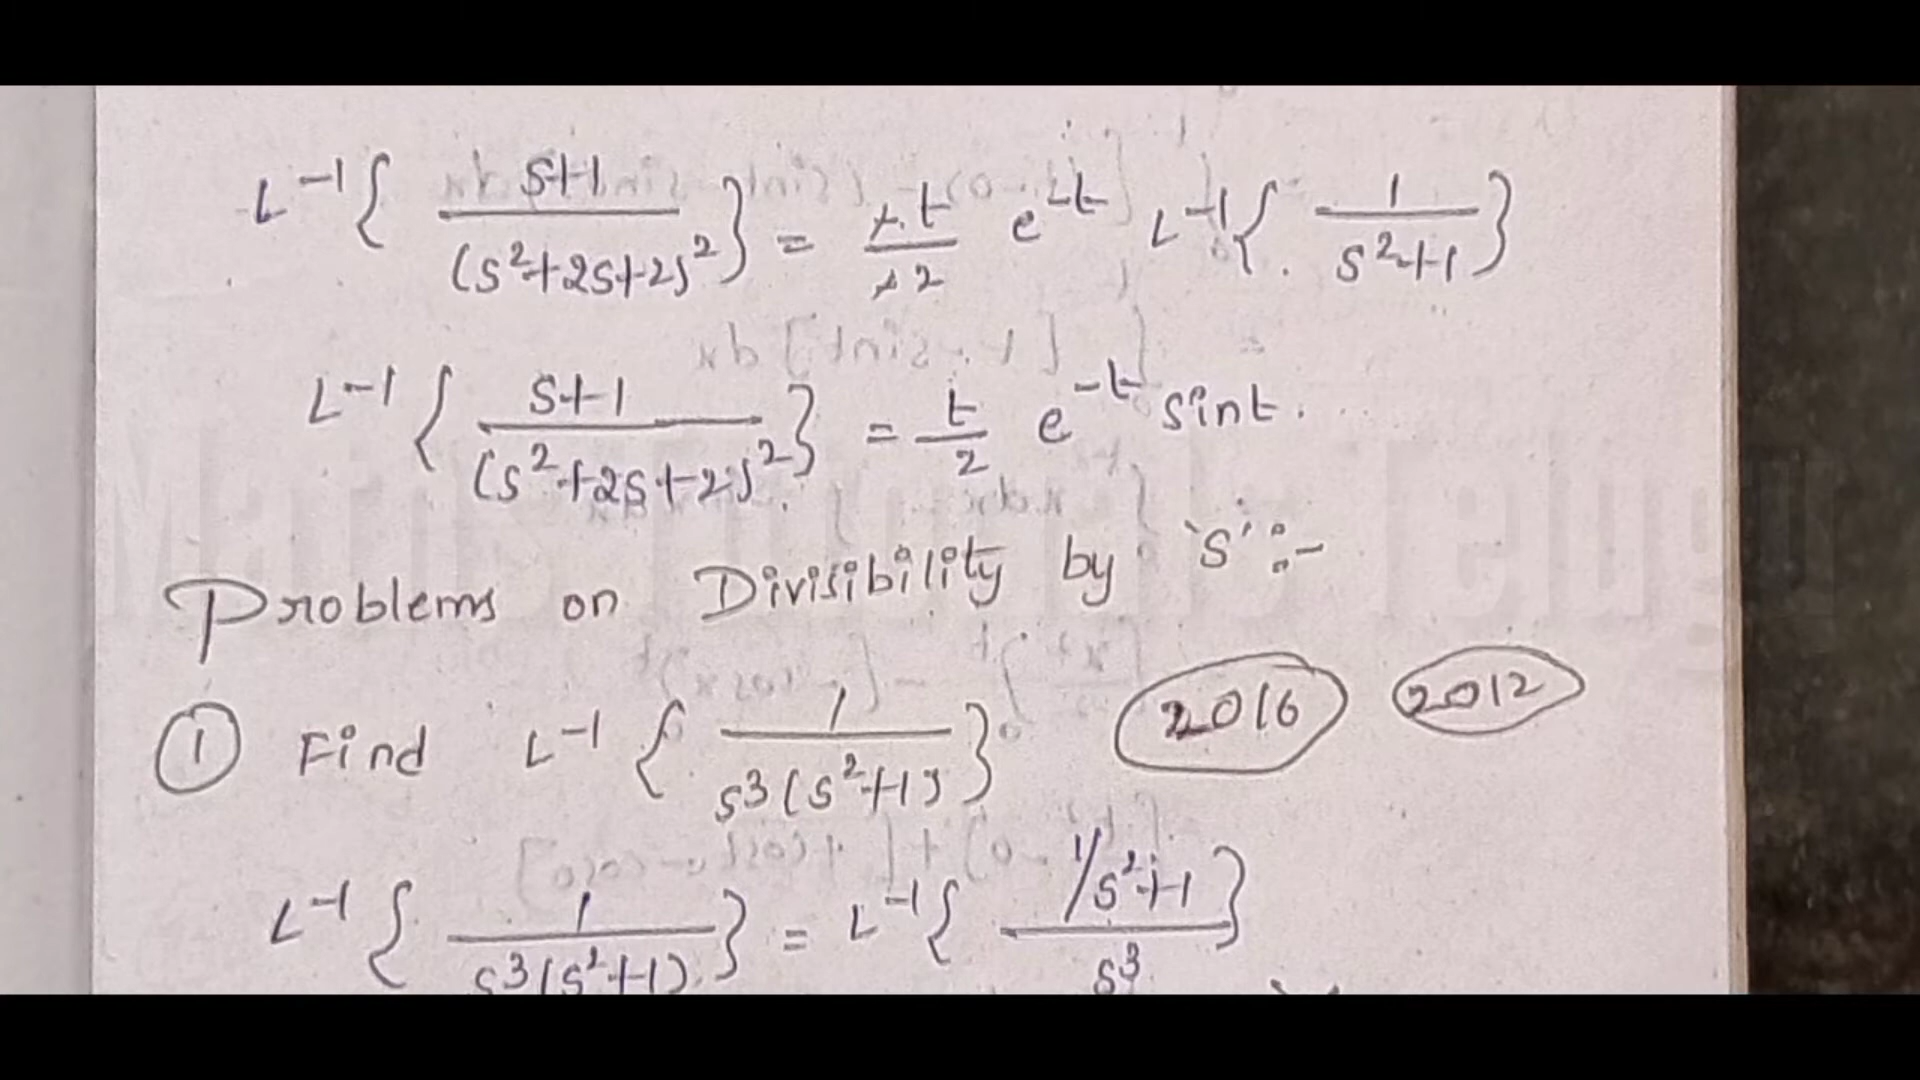 L⁻¹{ s+1 / (s²+2s+2)² } = 1·t / 1·2 e⁻ᵗ L⁻¹{ 1 / s²+1 }
L⁻¹{ s+1 / (s²+2s+2)² } = t/2 e⁻ᵗ sint.
Problems on Divisibility by 's' :-
① Find L⁻¹{ 1 / s³(s²+1) } 2016 2012
L⁻¹{ 1 / s³(s²+1) } = L⁻¹{ 1/s²+1 / s³ }